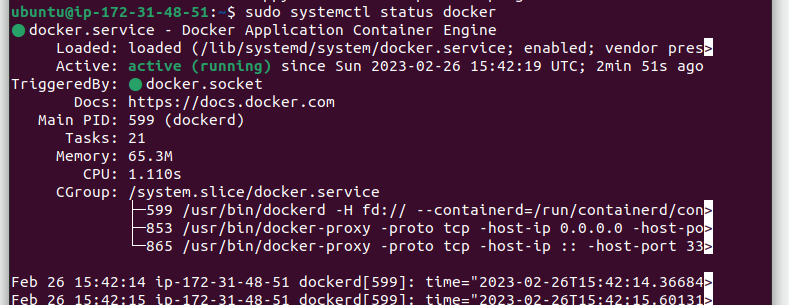 ubuntu@ip-172-31-48-51:~$ sudo systemctl status docker
● docker.service - Docker Application Container Engine
Loaded: loaded (/lib/systemd/system/docker.service; enabled; vendor pres>
Active: active (running) since Sun 2023-02-26 15:42:19 UTC; 2min 51s ago
TriggeredBy: ● docker.socket
Docs: https://docs.docker.com
Main PID: 599 (dockerd)
Tasks: 21
Memory: 65.3M
CPU: 1.110s
CGroup: /system.slice/docker.service
├─599 /usr/bin/dockerd -H fd:// --containerd=/run/containerd/con>
├─853 /usr/bin/docker-proxy -proto tcp -host-ip 0.0.0.0 -host-po>
└─865 /usr/bin/docker-proxy -proto tcp -host-ip :: -host-port 33>
Feb 26 15:42:14 ip-172-31-48-51 dockerd[599]: time="2023-02-26T15:42:14.36684>
Feb 26 15:42:15 ip-172-31-48-51 dockerd[599]: time="2023-02-26T15:42:15.60131>